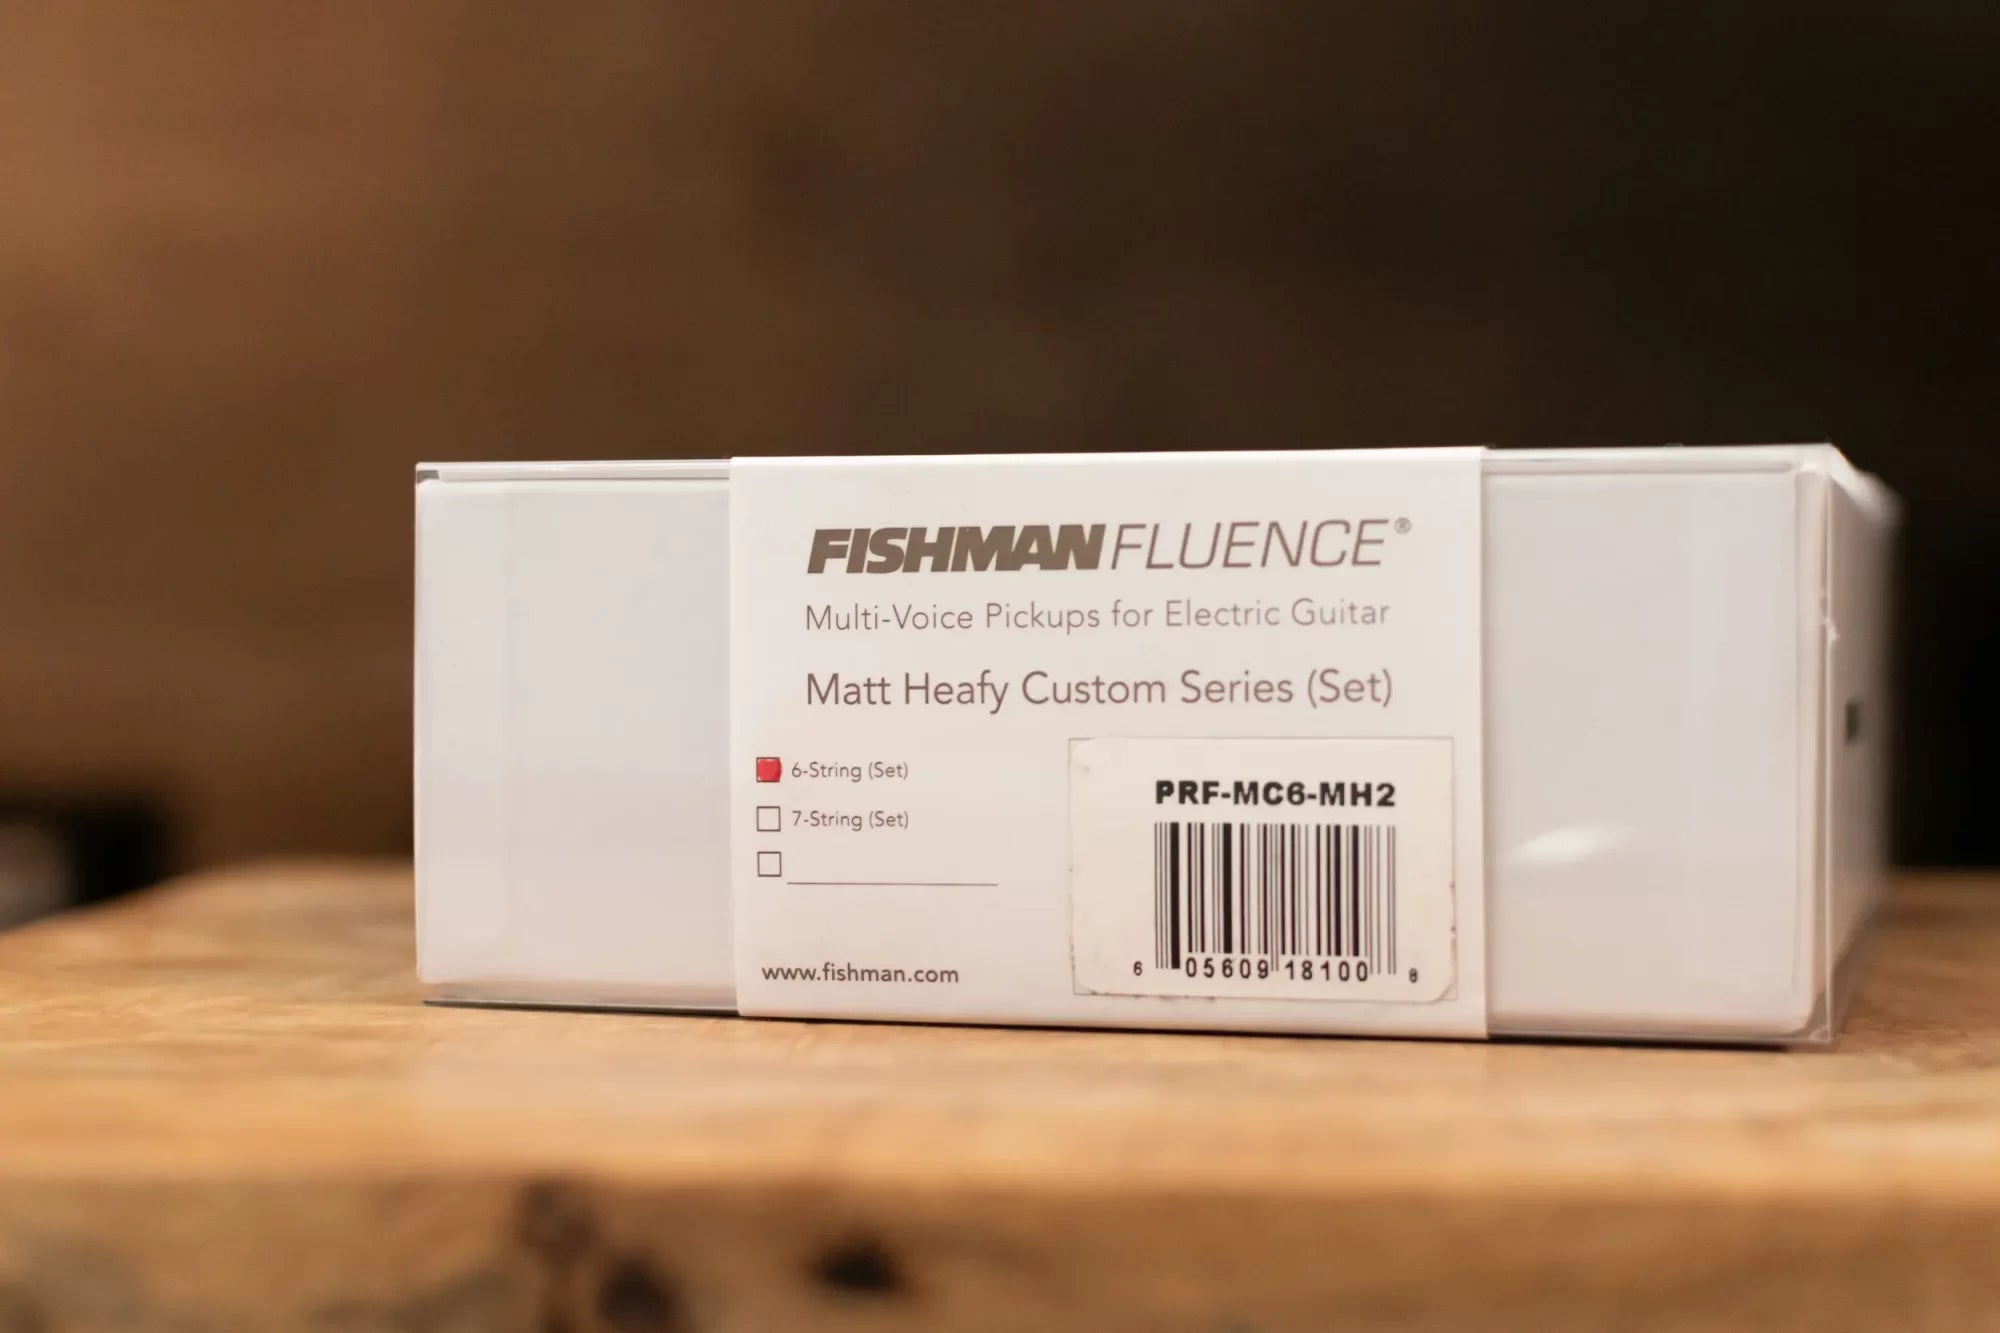 FISHMAN FLUENCE®
Multi-Voice Pickups for Electric Guitar
Matt Heafy Custom Series (Set)
6-String (Set)
7-String (Set)
www.fishman.com
PRF-MC6-MH2
6 05609 18100 8